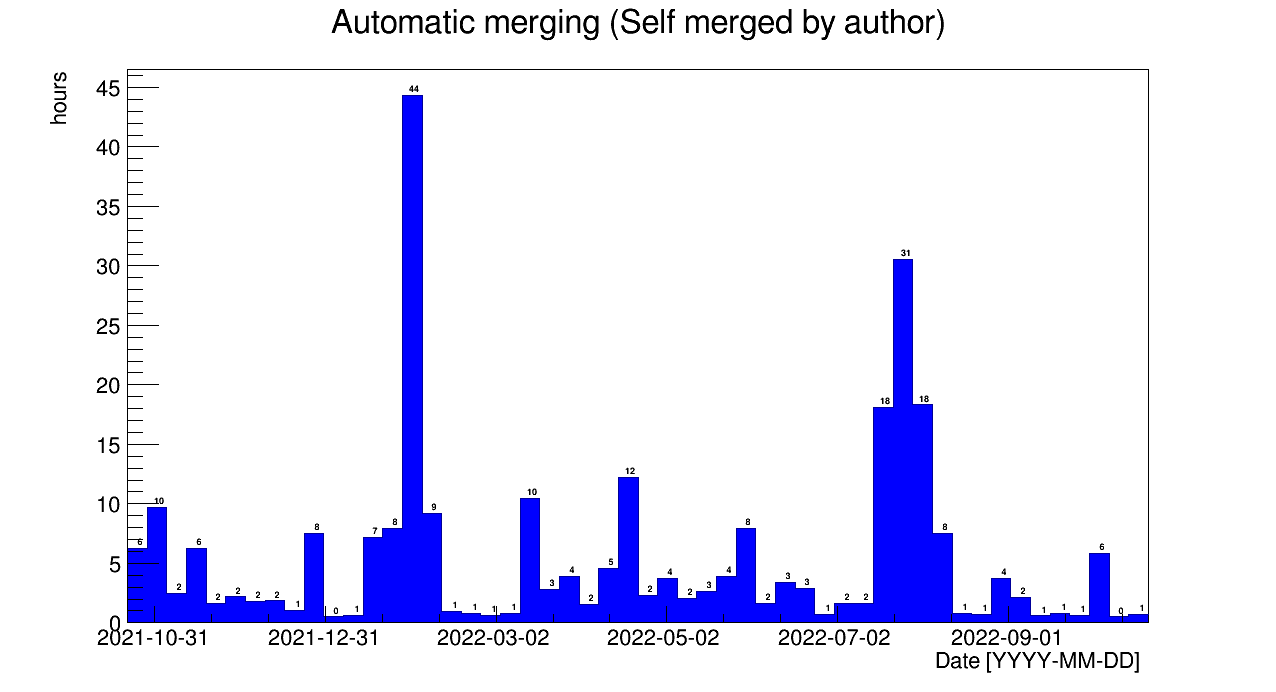 Automatic merging (Self merged by author)
hours
45
40
35
30
25
20
15
10
5
0
6 10 2 6 2 2 2 2 1 8 0 1 7 8 44 9 1 1 1 1 10 3 4 2 5 12 2 4 2 3 4 8 2 3 3 1 2 2 18 31 18 8 1 1 4 2 1 1 1 6 0 1
2021-10-31 2021-12-31 2022-03-02 2022-05-02 2022-07-02 2022-09-01
Date [YYYY-MM-DD]